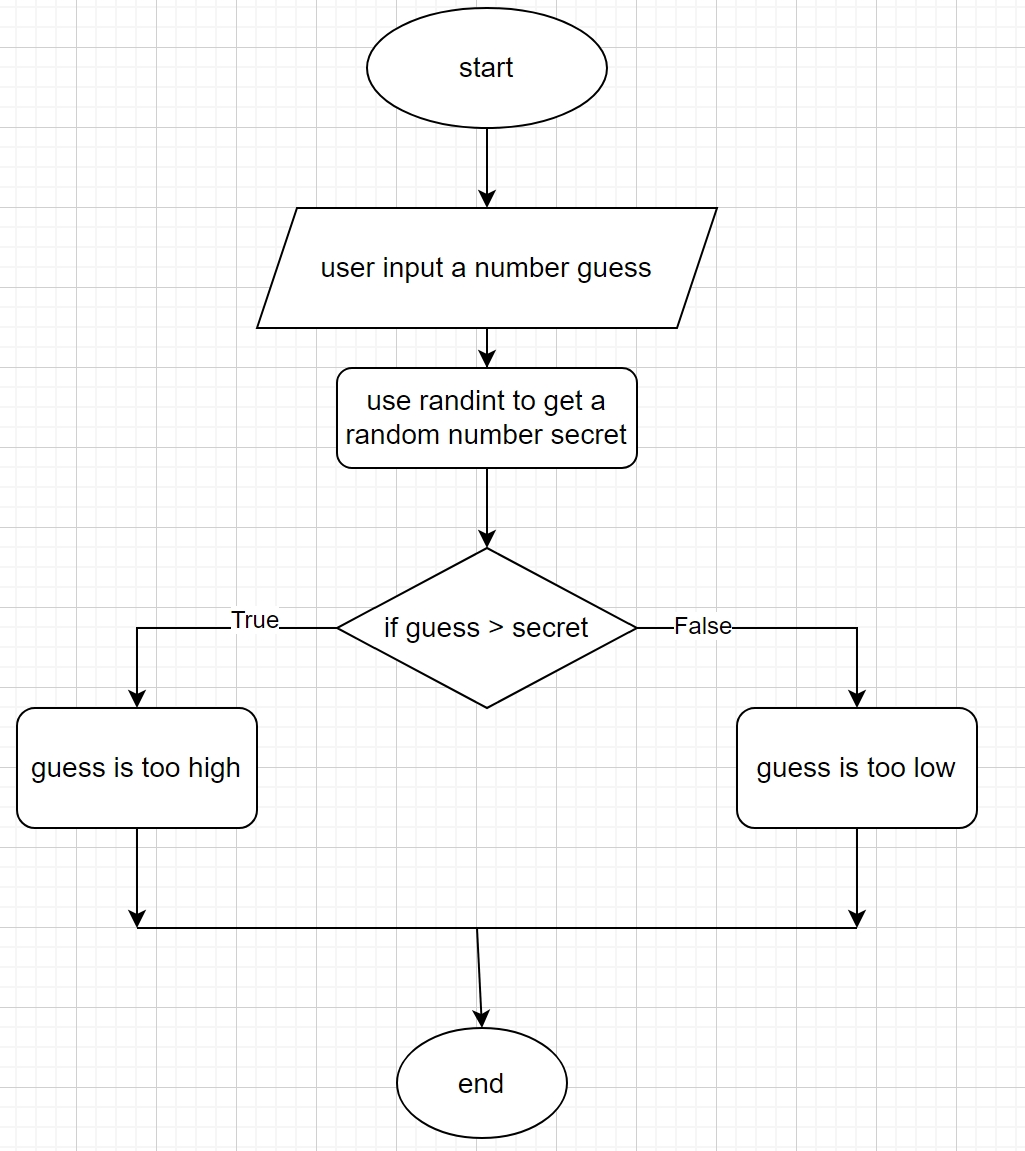 start
user input a number guess
use randint to get a
random number secret
if guess > secret
True
False
guess is too high
guess is too low
end